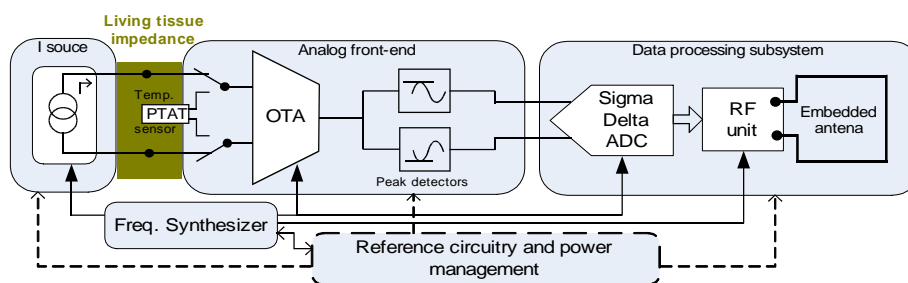 Living tissue
impedance
I souce
Analog front-end
Data processing subsystem
Temp.
PTAT
sensor
OTA
Peak detectors
Sigma
Delta
ADC
RF
unit
Embedded
antena
Freq. Synthesizer
Reference circuitry and power
management